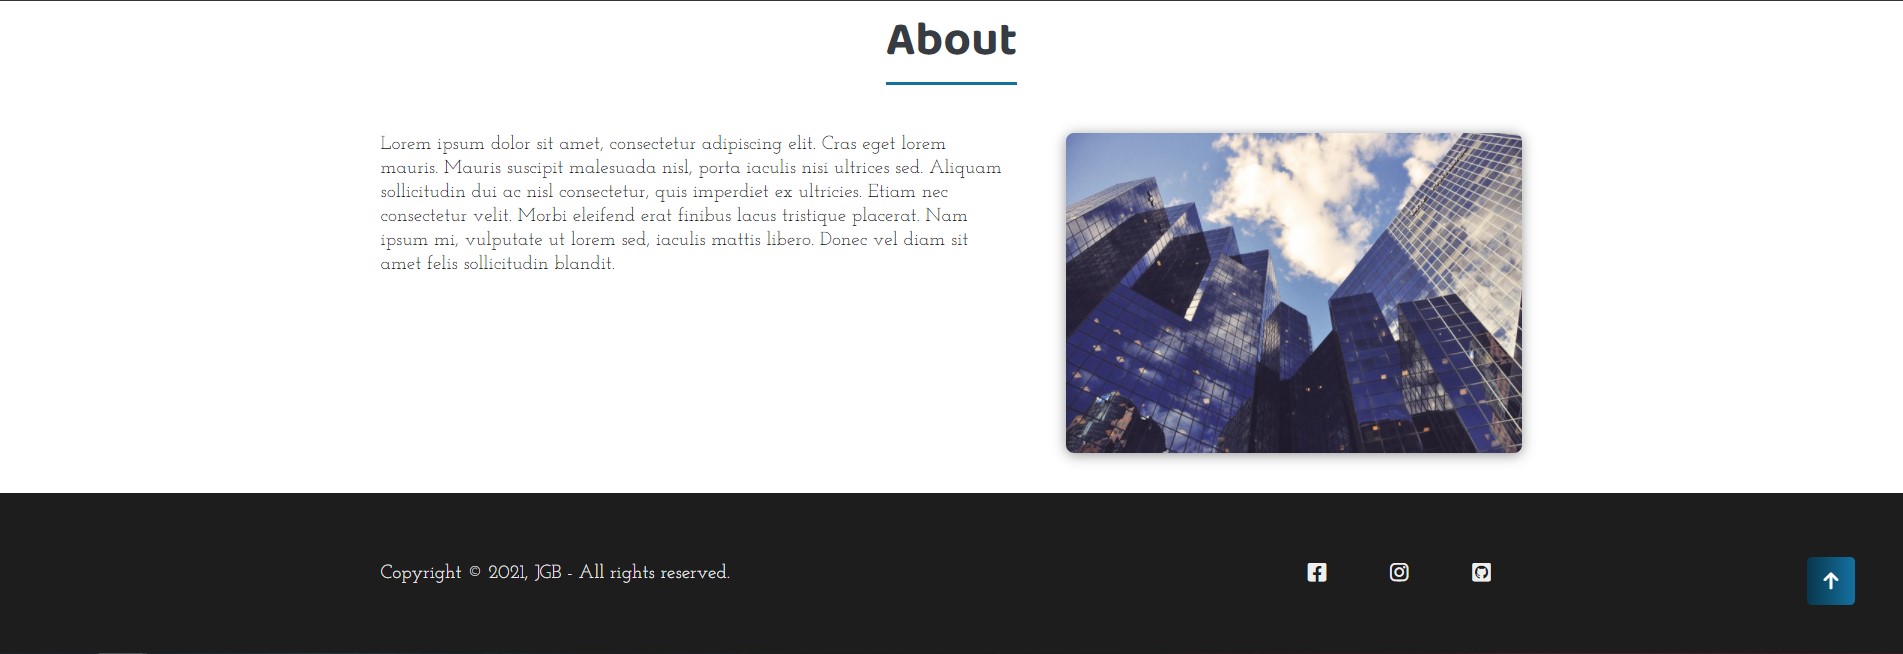 About
Lorem ipsum dolor sit amet, consectetur adipiscing elit. Cras eget lorem
mauris. Mauris suscipit malesuada nisl, porta iaculis nisi ultrices sed. Aliquam
sollicitudin dui ac nisl consectetur, quis imperdiet ex ultricies. Etiam nec
consectetur velit. Morbi eleifend erat finibus lacus tristique placerat. Nam
ipsum mi, vulputate ut lorem sed, iaculis mattis libero. Donec vel diam sit
amet felis sollicitudin blandit.
Copyright © 2021, JGB - All rights reserved.